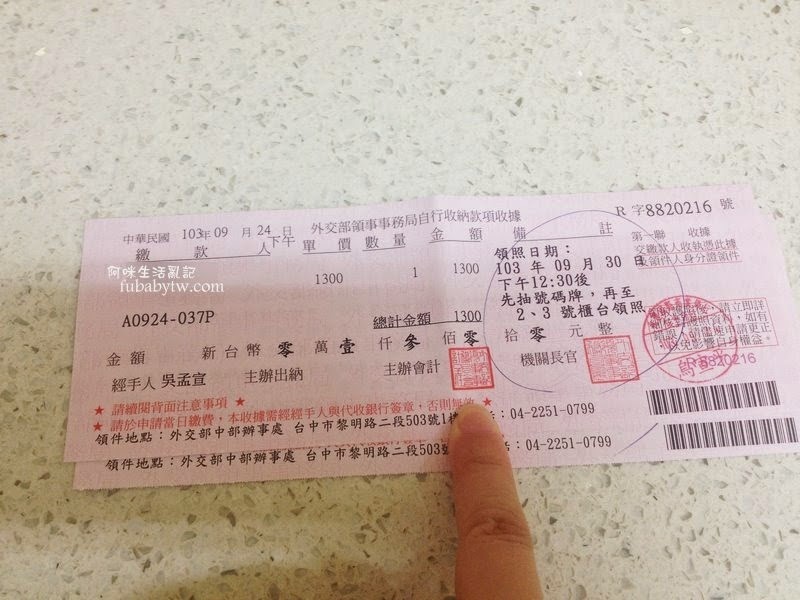 中華民國 103年 09 月 24 日 外交部領事事務局自行收納款項收據 R 字8820216 號
下午
繳 款 人 單 價 數 量 金 額 備 註
1300 1 1300
領照日期:
103 年 09 月 30 日
下午12:30後
先抽號碼牌,再至
2、3 號櫃台領照
第一聯 收據
交繳款人收執憑此據
及領件人身分證領件
阿咪生活亂記
fubabytw.com
A0924-037P
總計金額 1300
金額 新台幣 零 萬 壹 仟 參 佰 零 拾 零 元 整
經手人 吳孟宣 主辦出納 主辦會計 機關長官
8820216
★ 請續閱背面注意事項 ★
★ 請於申請當日繳費,本收據需經經手人與代收銀行簽章,否則無效 ★
領件地點:外交部中部辦事處 台中市黎明路二段503號1樓 :04-2251-0799
領件地點:外交部中部辦事處 台中市黎明路二段503號 :04-2251-0799